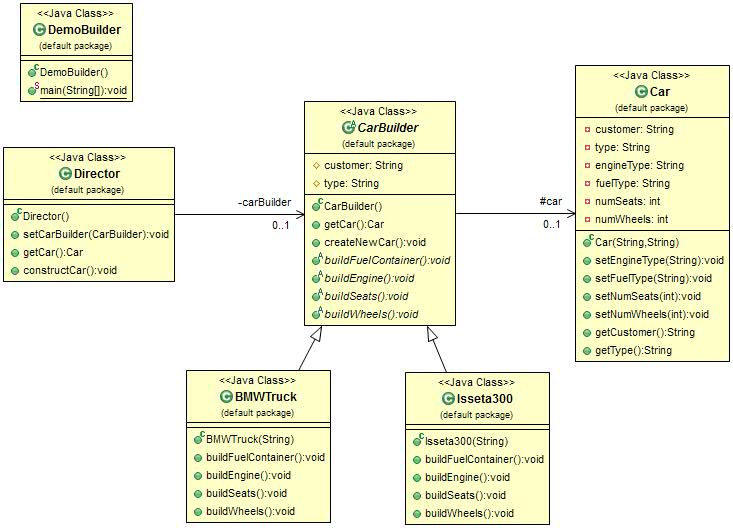 <<Java Class>>
DemoBuilder
(default package)
DemoBuilder()
main(String[]):void
<<Java Class>>
Director
(default package)
Director()
setCarBuilder(CarBuilder):void
getCar():Car
constructCar():void
-carBuilder
0..1
<<Java Class>>
CarBuilder
(default package)
customer: String
type: String
CarBuilder()
getCar():Car
createNewCar():void
buildFuelContainer():void
buildEngine():void
buildSeats():void
buildWheels():void
#car
0..1
<<Java Class>>
Car
(default package)
customer: String
type: String
engineType: String
fuelType: String
numSeats: int
numWheels: int
Car(String,String)
setEngineType(String):void
setFuelType(String):void
setNumSeats(int):void
setNumWheels(int):void
getCustomer():String
getType():String
<<Java Class>>
BMWTruck
(default package)
BMWTruck(String)
buildFuelContainer():void
buildEngine():void
buildSeats():void
buildWheels():void
<<Java Class>>
Isseta300
(default package)
Isseta300(String)
buildFuelContainer():void
buildEngine():void
buildSeats():void
buildWheels():void